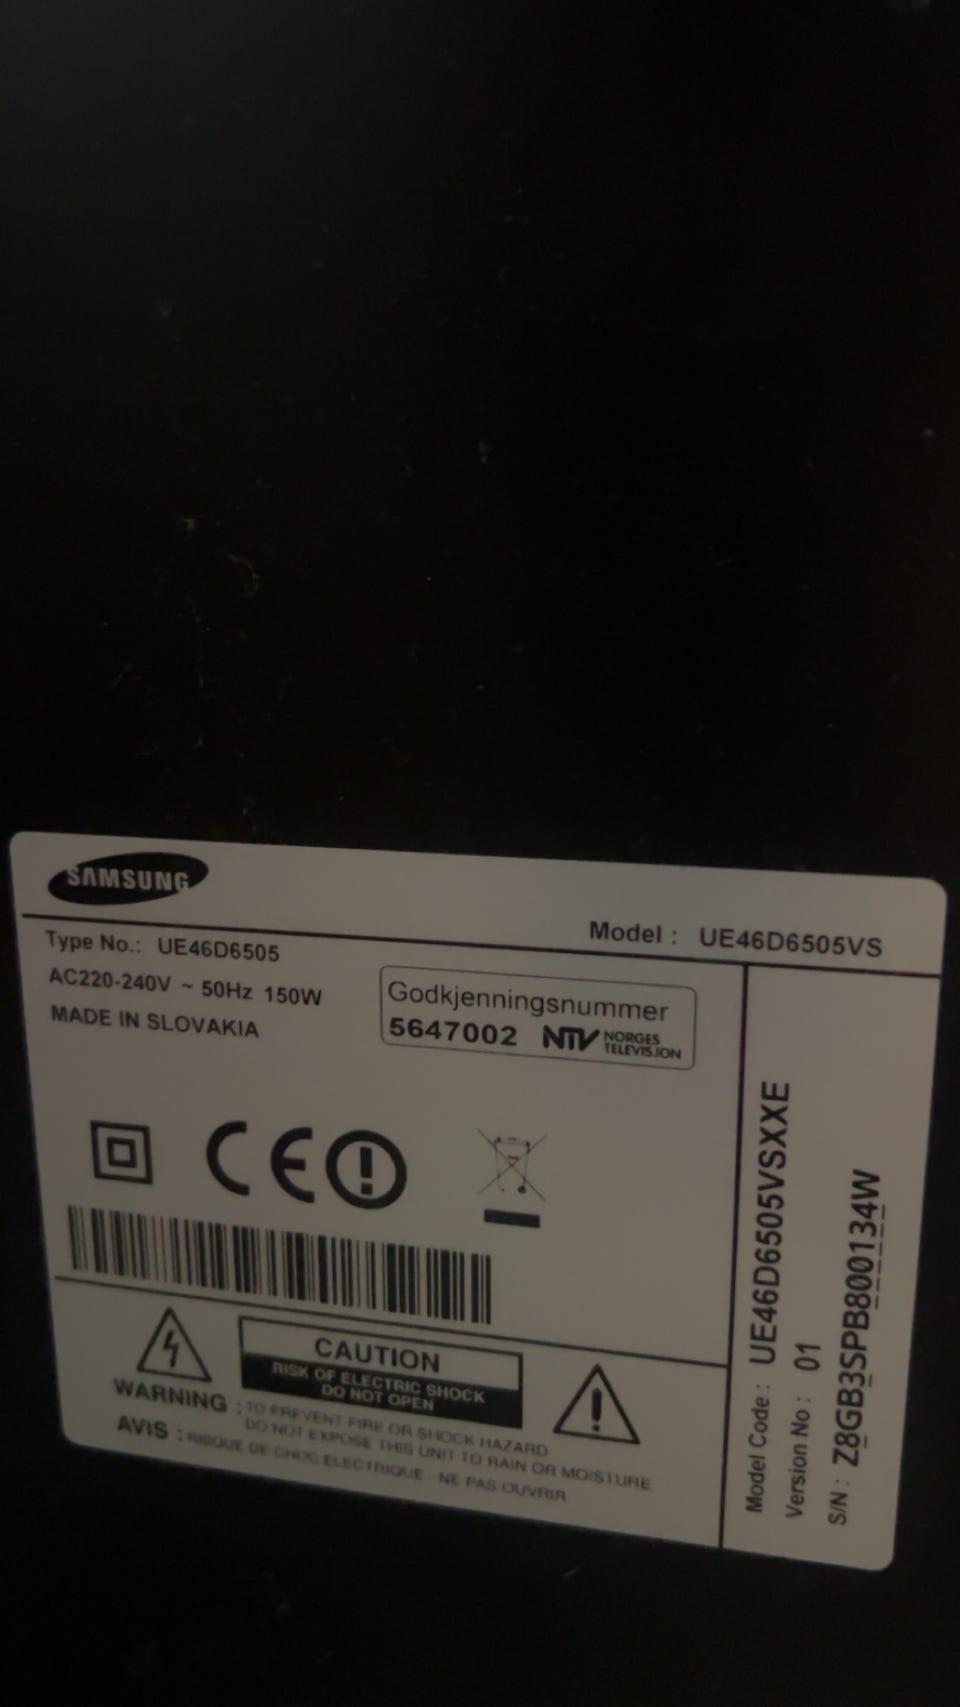 SAMSUNG
Model : UE46D6505VS
Type No.: UE46D6505
AC220-240V ~ 50Hz 150W
MADE IN SLOVAKIA
Godkjenningsnummer
5647002 NTV NORGES
TELEVISJON
CE
CAUTION
RISK OF ELECTRIC SHOCK
DO NOT OPEN
WARNING : TO PREVENT FIRE OR SHOCK HAZARD
DO NOT EXPOSE THIS UNIT TO RAIN OR MOISTURE
AVIS : RISQUE DE CHOC ELECTRIQUE - NE PAS OUVRIR
Model Code : UE46D6505VSXXE
Version No : 01
S/N : Z8GB3SPB800134W